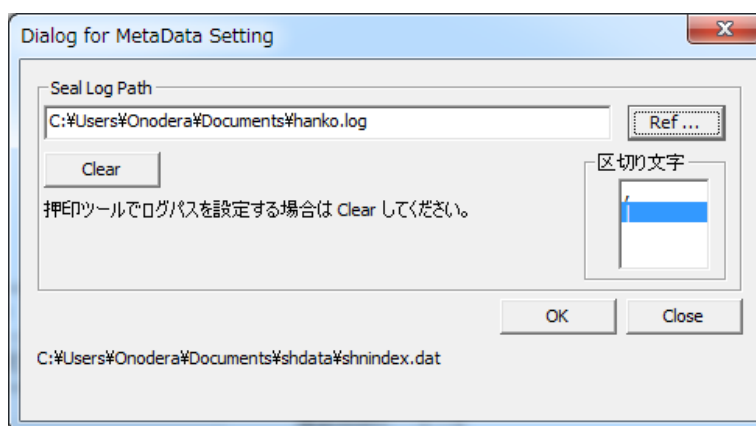 Dialog for MetaData Setting
Seal Log Path
C:¥Users¥Onodera¥Documents¥hanko.log
Ref ...
Clear
区切り文字
,
|
押印ツールでログパスを設定する場合は Clear してください。
OK
Close
C:¥Users¥Onodera¥Documents¥shdata¥shnindex.dat